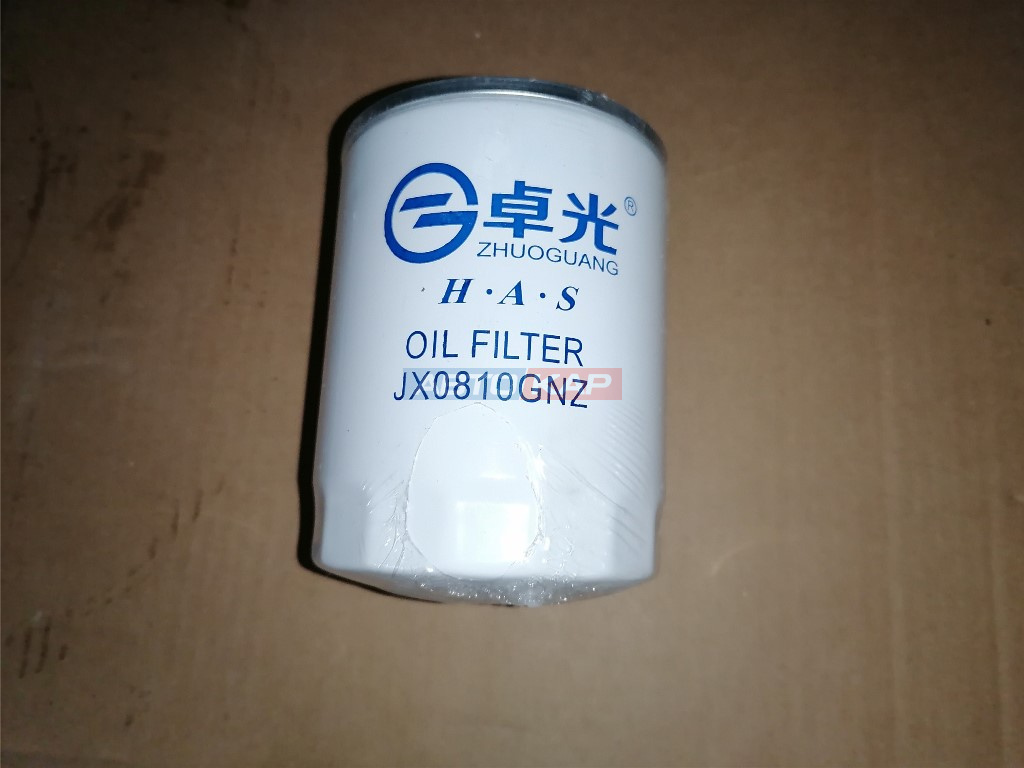 卓光®
ZHUOGUANG
H·A·S
OIL FILTER
JX0810GNZ